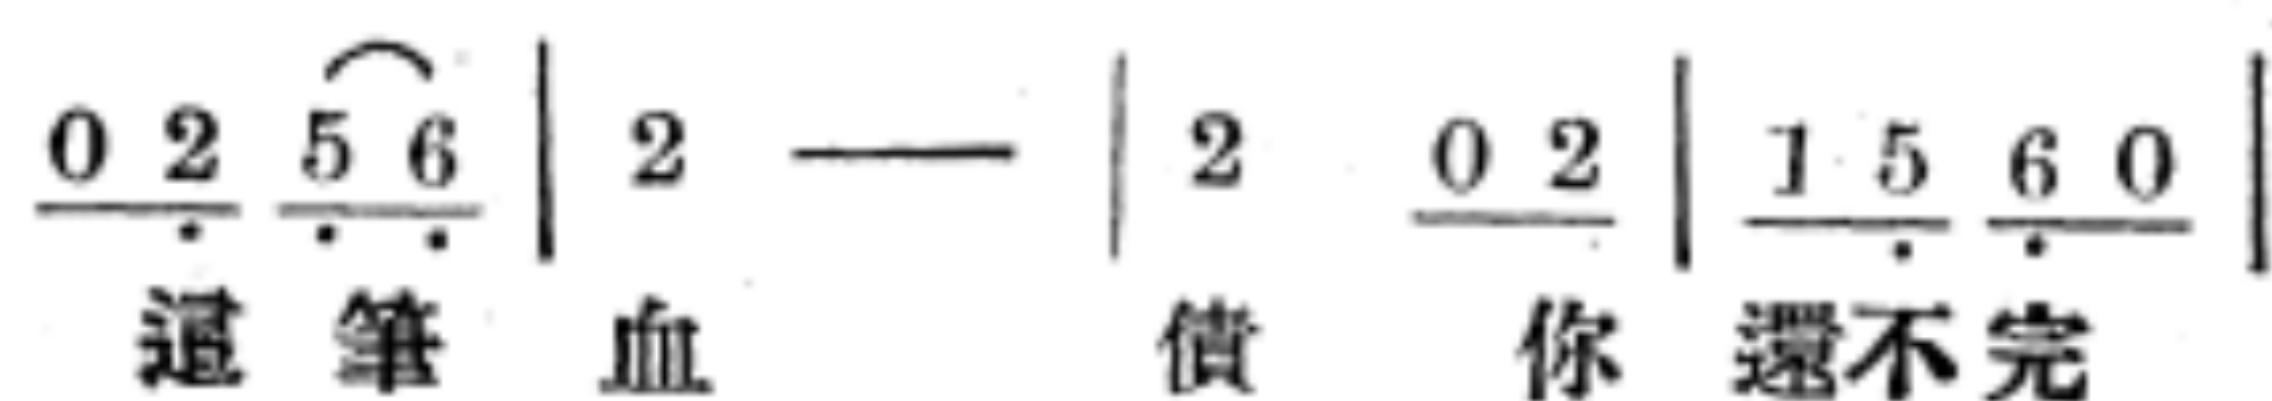 0 2 5 6 | 2 — | 2 0 2 | 1 5 6 0 |
這 筆 血 債 你 還不完